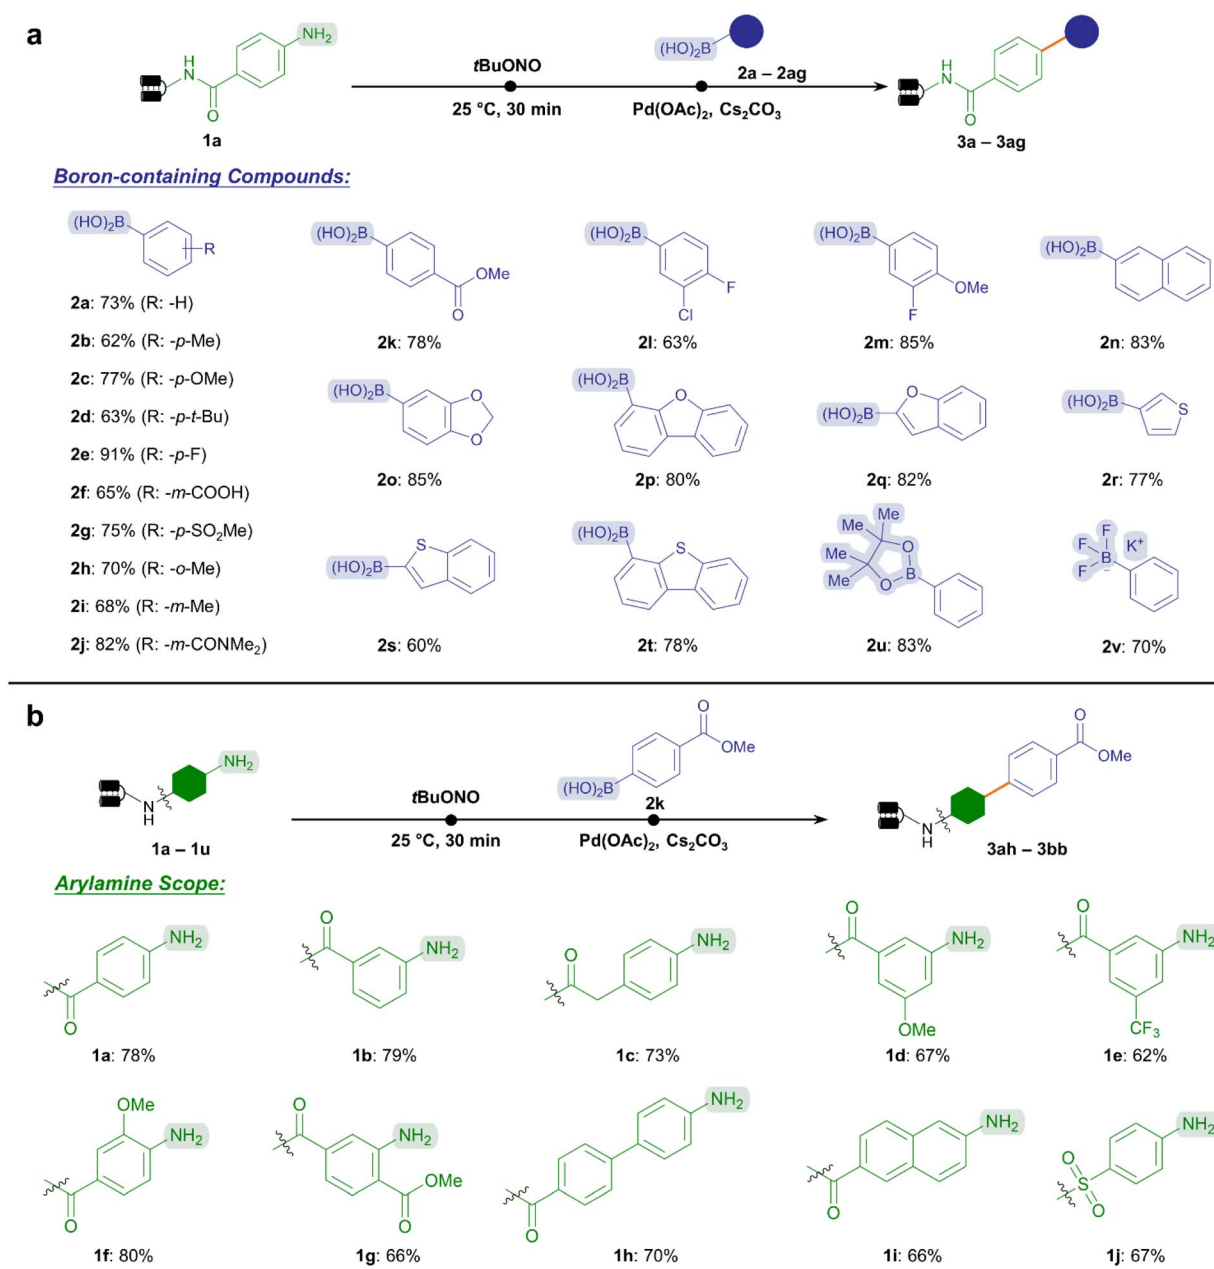 a
NH2
H
N
O
1a
tBuONO
25 °C, 30 min
(HO)2B
2a – 2ag
Pd(OAc)2, Cs2CO3
H
N
O
3a – 3ag
Boron-containing Compounds:
(HO)2B
R
2a: 73% (R: -H)
2b: 62% (R: -p-Me)
2c: 77% (R: -p-OMe)
2d: 63% (R: -p-t-Bu)
2e: 91% (R: -p-F)
2f: 65% (R: -m-COOH)
2g: 75% (R: -p-SO2Me)
2h: 70% (R: -o-Me)
2i: 68% (R: -m-Me)
2j: 82% (R: -m-CONMe2)
(HO)2B
OMe
O
2k: 78%
(HO)2B
F
Cl
2l: 63%
(HO)2B
OMe
F
2m: 85%
(HO)2B
2n: 83%
(HO)2B
O
O
2o: 85%
(HO)2B
O
2p: 80%
(HO)2B
O
2q: 82%
(HO)2B
S
2r: 77%
(HO)2B
S
2s: 60%
(HO)2B
S
2t: 78%
Me
Me
Me
Me
O
O
B
2u: 83%
F
F
F
B
–
K+
2v: 70%
b
NH2
N
H
1a – 1u
tBuONO
25 °C, 30 min
O
OMe
(HO)2B
2k
Pd(OAc)2, Cs2CO3
O
OMe
N
H
3ah – 3bb
Arylamine Scope:
NH2
O
1a: 78%
O
NH2
1b: 79%
O
NH2
1c: 73%
O
NH2
OMe
1d: 67%
O
NH2
CF3
1e: 62%
OMe
NH2
O
1f: 80%
O
NH2
OMe
O
1g: 66%
NH2
O
1h: 70%
NH2
O
1i: 66%
NH2
O
S
O
1j: 67%